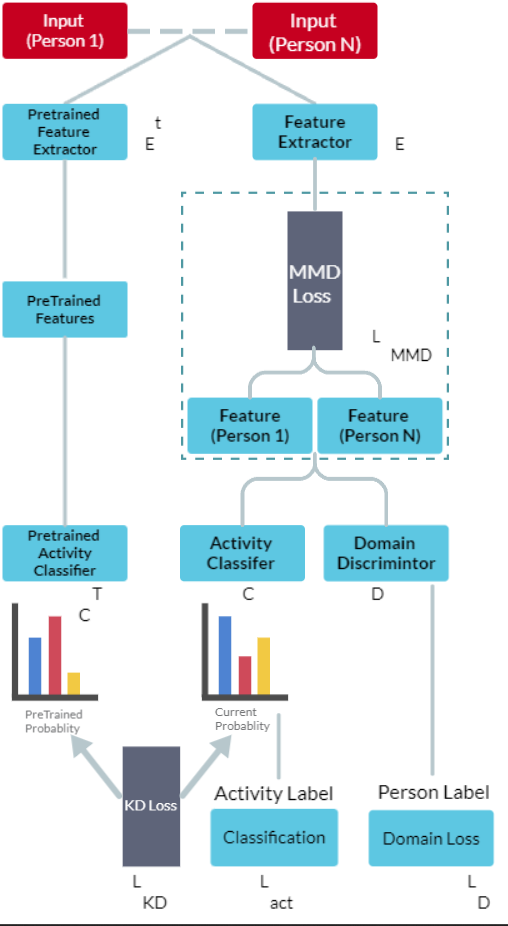 Input
(Person 1)
Input
(Person N)
Pretrained
Feature
Extractor
t
E
Feature
Extractor
E
MMD
Loss
L
MMD
PreTrained
Features
Feature
(Person 1)
Feature
(Person N)
Pretrained
Activity
Classifier
T
C
Activity
Classifer
C
Domain
Discrimintor
D
PreTrained
Probablity
Current
Probablity
KD Loss
L
KD
Activity Label
Classification
L
act
Person Label
Domain Loss
L
D